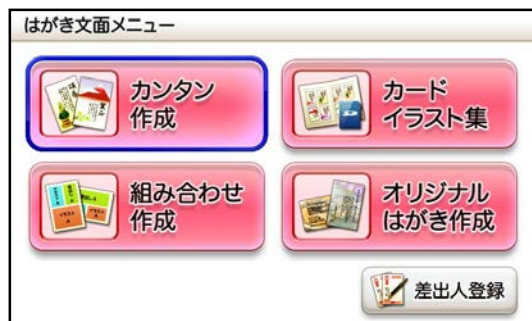 はがき文面メニュー
カンタン
作成
カード
イラスト集
組み合わせ
作成
オリジナル
はがき作成
差出人登録